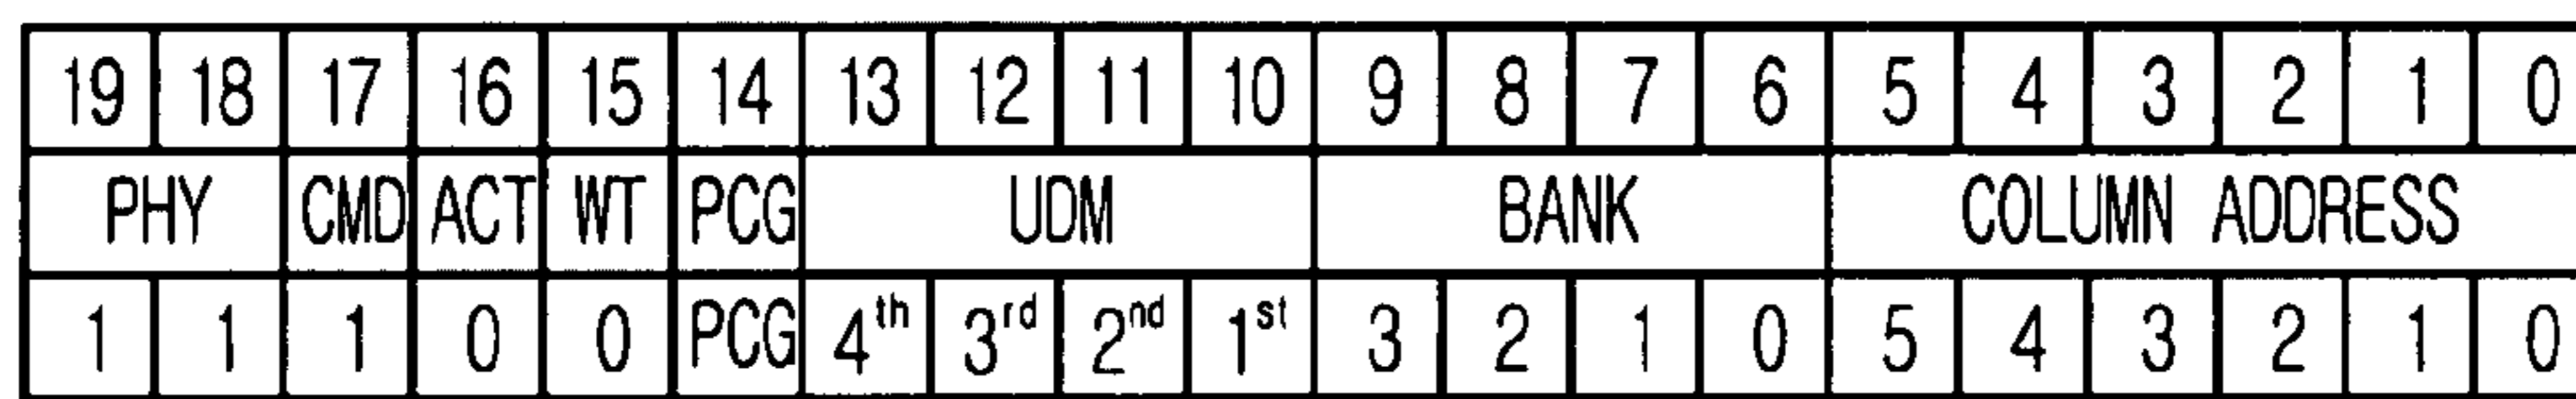 19 18 17 16 15 14 13 12 11 10 9 8 7 6 5 4 3 2 1 0
PHY CMD ACT WT PCG UDM BANK COLUMN ADDRESS
1 1 1 0 0 PCG 4th 3rd 2nd 1st 3 2 1 0 5 4 3 2 1 0